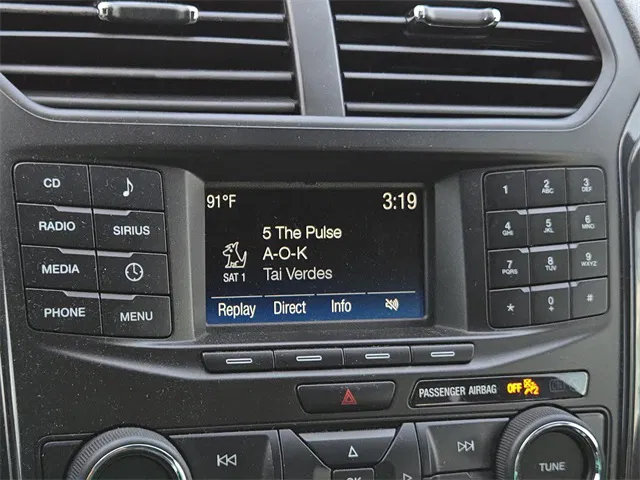 91°F 3:19
5 The Pulse
A-O-K
SAT 1 Tai Verdes
Replay Direct Info
CD
RADIO SIRIUS
MEDIA
PHONE MENU
1 2 ABC 3 DEF
4 GHI 5 JKL 6 MNO
7 PQRS 8 TUV 9 WXYZ
* 0 + #
PASSENGER AIRBAG OFF
TUNE